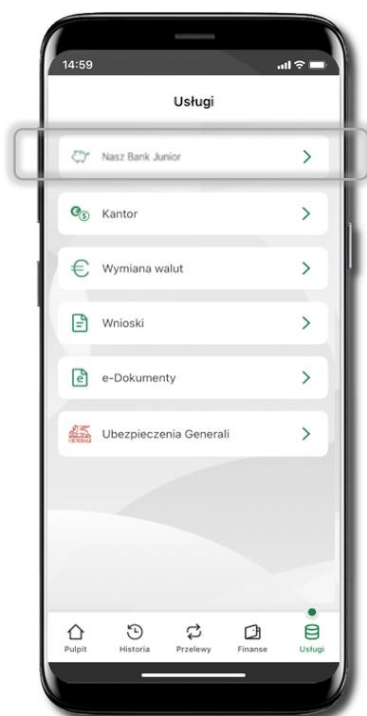 14:59
Usługi
Nasz Bank Junior
Kantor
Wymiana walut
Wnioski
e-Dokumenty
Ubezpieczenia Generali
Pulpit Historia Przelewy Finanse Usługi